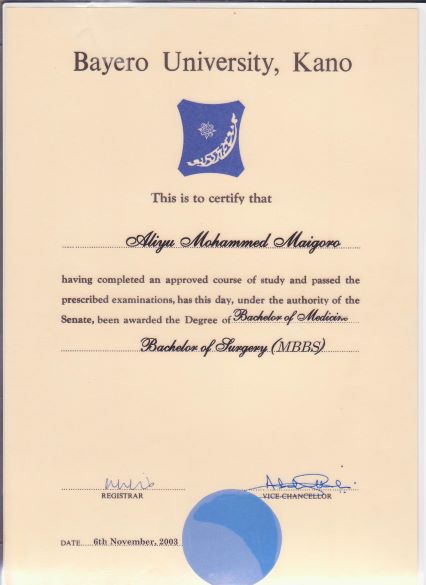 Bayero University, Kano
This is to certify that
Aliyu Mohammed Maigoro
having completed an approved course of study and passed the
prescribed examinations, has this day, under the authority of the
Senate, been awarded the Degree of Bachelor of Medicine
Bachelor of Surgery (MBBS)
REGISTRAR
VICE-CHANCELLOR
DATE 6th November, 2003